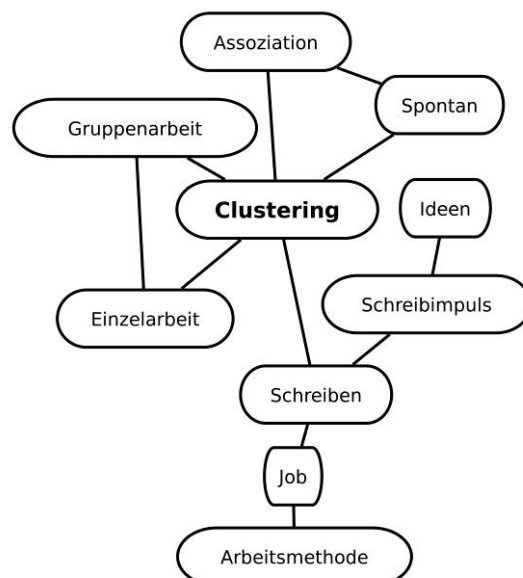 Assoziation
Spontan
Gruppenarbeit
Clustering
Ideen
Einzelarbeit
Schreibimpuls
Schreiben
Job
Arbeitsmethode